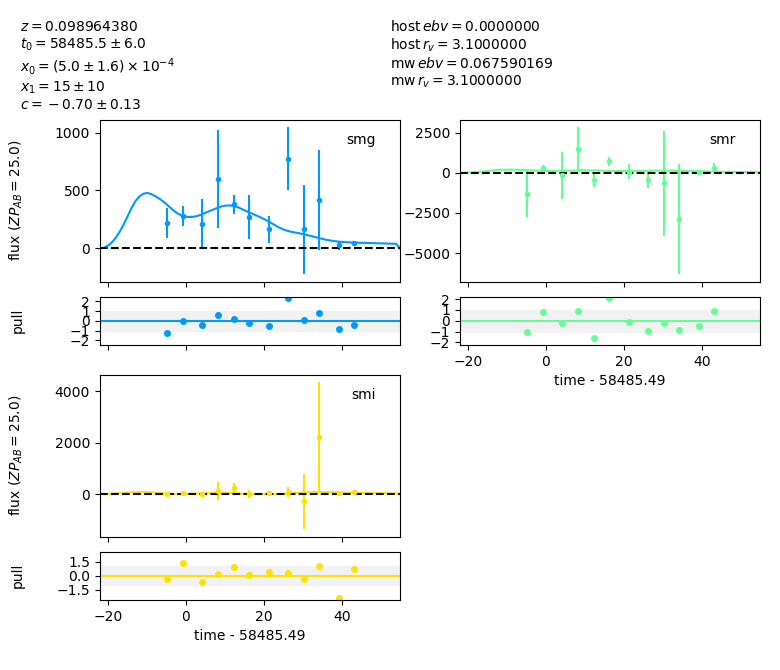 z = 0.098964380
t₀ = 58485.5 ± 6.0
x₀ = (5.0 ± 1.6) × 10⁻⁴
x₁ = 15 ± 10
c = −0.70 ± 0.13
host ebv = 0.0000000
host r_v = 3.1000000
mw ebv = 0.067590169
mw r_v = 3.1000000
smg
1000
500
0
flux (ZP_AB = 25.0)
smr
2500
0
−2500
−5000
2
1
0
−1
−2
pull
2
1
0
−1
−2
−20
0
20
40
time - 58485.49
smi
4000
2000
0
flux (ZP_AB = 25.0)
1.5
0.0
−1.5
pull
−20
0
20
40
time - 58485.49